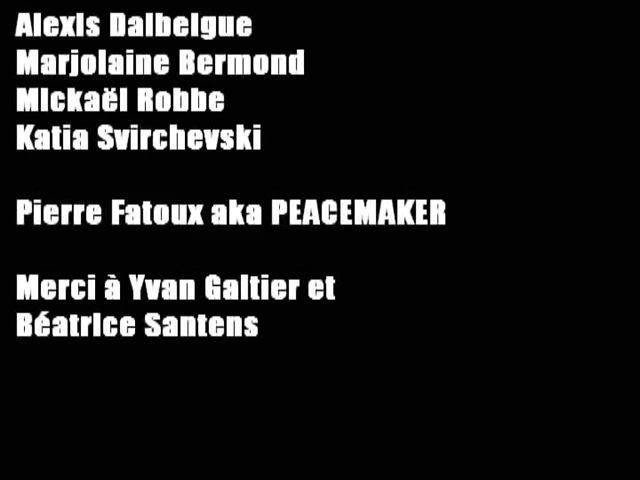 Alexis Dalbeigue
Marjolaine Bermond
Mickaël Robbe
Katia Svirchevski
Pierre Fatoux aka PEACEMAKER
Merci à Yvan Galtier et
Béatrice Santens